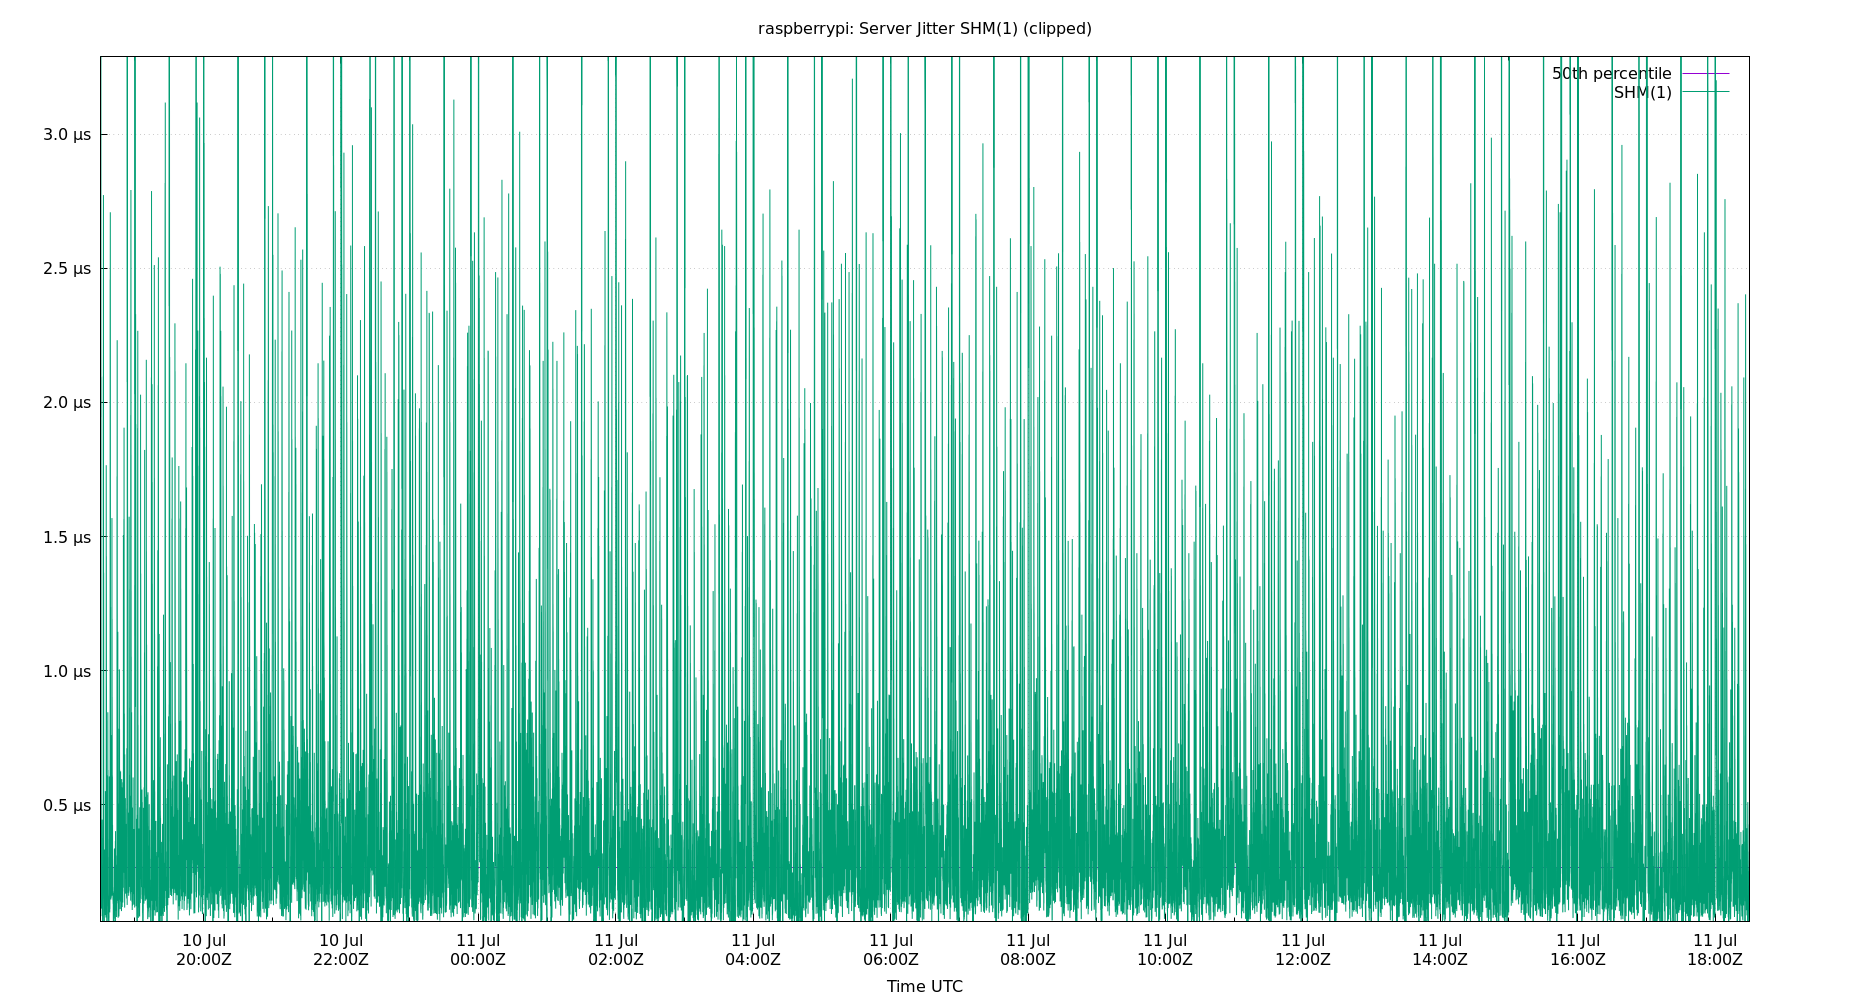 raspberrypi: Server Jitter SHM(1) (clipped)
50th percentile
SHM(1)
3.0 µs
2.5 µs
2.0 µs
1.5 µs
1.0 µs
0.5 µs
10 Jul 10 Jul 11 Jul 11 Jul 11 Jul 11 Jul 11 Jul 11 Jul 11 Jul 11 Jul 11 Jul 11 Jul
20:00Z 22:00Z 00:00Z 02:00Z 04:00Z 06:00Z 08:00Z 10:00Z 12:00Z 14:00Z 16:00Z 18:00Z
Time UTC